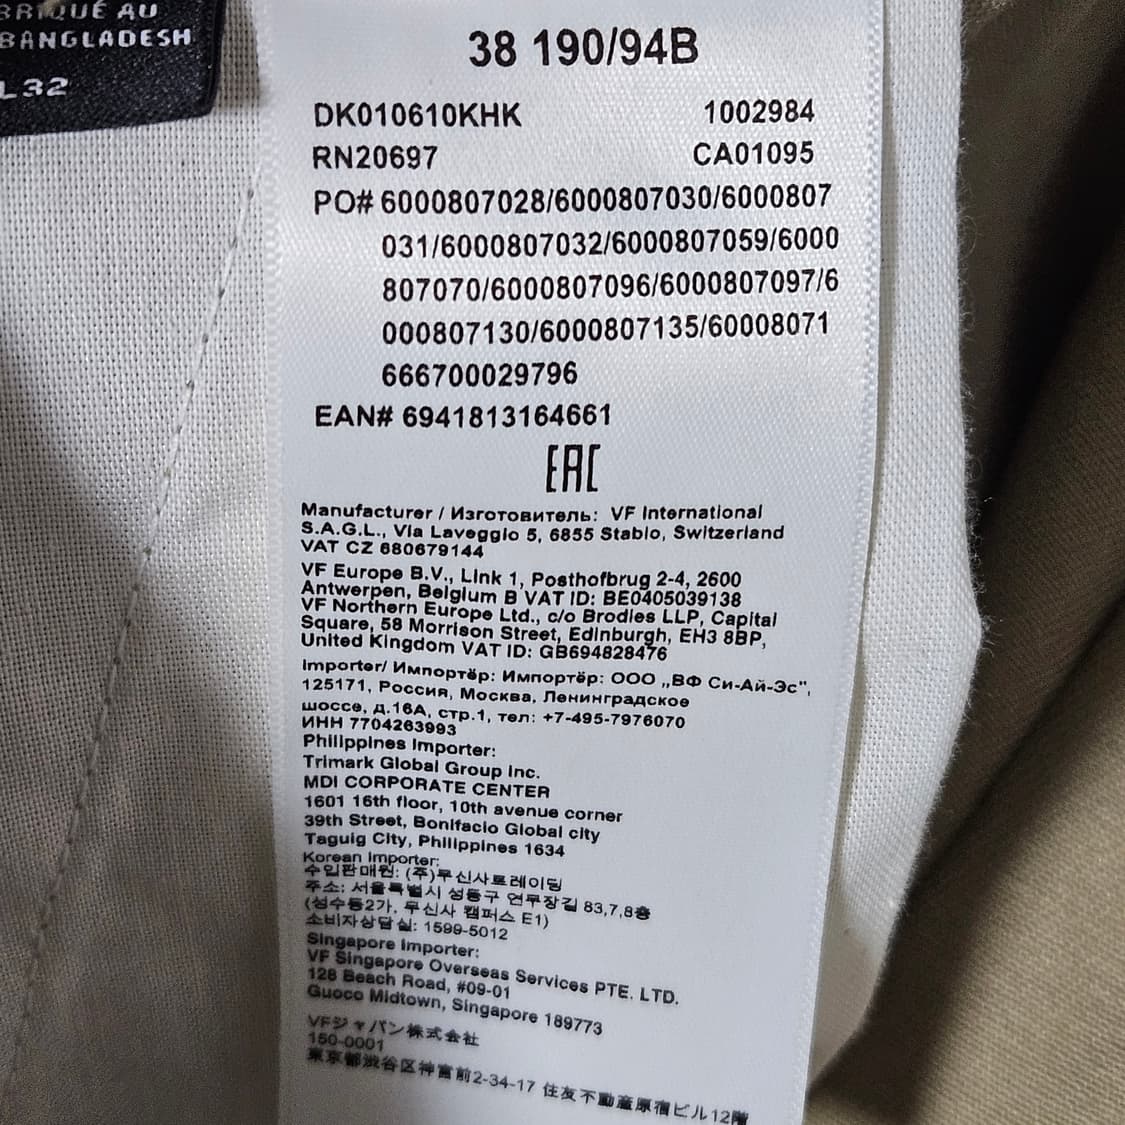 BRIQUÉ AU
BANGLADESH
L32
38 190/94B
DK010610KHK 1002984
RN20697 CA01095
PO# 6000807028/6000807030/6000807
031/6000807032/6000807059/6000
807070/6000807096/6000807097/6
000807130/6000807135/60008071
666700029796
EAN# 6941813164661
EAC
Manufacturer / Изготовитель: VF International
S.A.G.L., Via Laveggio 5, 6855 Stabio, Switzerland
VAT CZ 680679144
VF Europe B.V., Link 1, Posthofbrug 2-4, 2600
Antwerpen, Belgium B VAT ID: BE0405039138
VF Northern Europe Ltd., c/o Brodies LLP, Capital
Square, 58 Morrison Street, Edinburgh, EH3 8BP,
United Kingdom VAT ID: GB694828476
Importer/ Импортёр: Импортёр: ООО „ВФ Си-Ай-Эс",
125171, Россия, Москва, Ленинградское
шоссе, д.16А, стр.1, тел: +7-495-7976070
ИНН 7704263993
Philippines Importer:
Trimark Global Group Inc.
MDI CORPORATE CENTER
1601 16th floor, 10th avenue corner
39th Street, Bonifacio Global city
Taguig City, Philippines 1634
Korean Importer:
수입판매원: (주)무신사트레이딩
주소: 서울특별시 성동구 연무장길 83,7,8층
(성수동2가, 무신사 캠퍼스 E1)
소비자상담실: 1599-5012
Singapore Importer:
VF Singapore Overseas Services PTE. LTD.
128 Beach Road, #09-01
Guoco Midtown, Singapore 189773
VFジャパン株式会社
150-0001
東京都渋谷区神宮前2-34-17 住友不動産原宿ビル12階